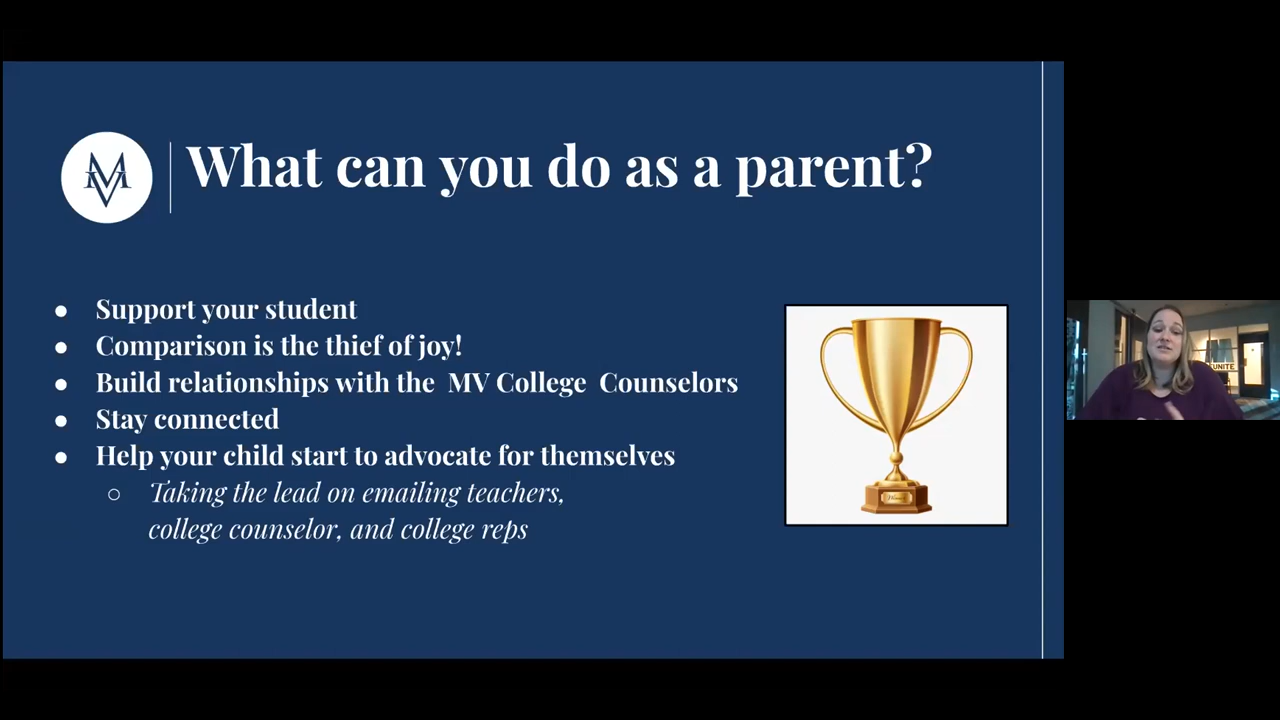 MV
What can you do as a parent?
● Support your student
● Comparison is the thief of joy!
● Build relationships with the MV College Counselors
● Stay connected
● Help your child start to advocate for themselves
○ Taking the lead on emailing teachers,
college counselor, and college reps
UNITE